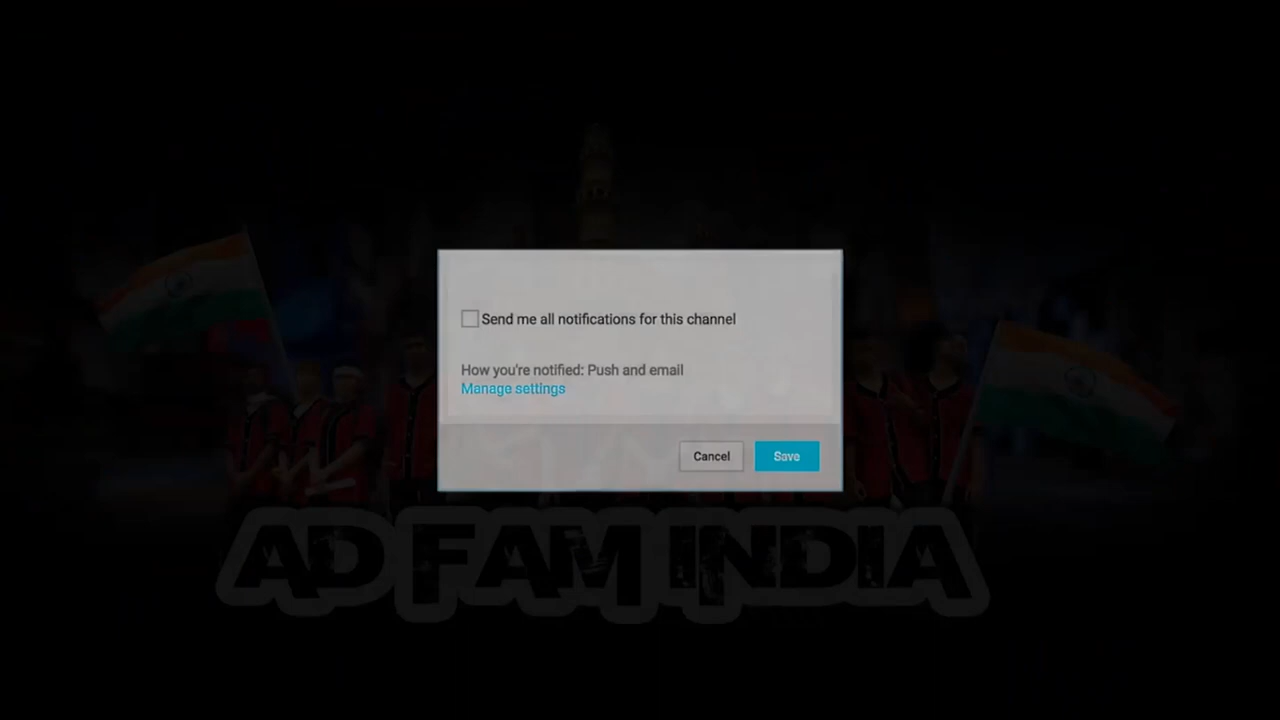 Send me all notifications for this channel
How you're notified: Push and email
Manage settings
Cancel Save
AD FAM INDIA